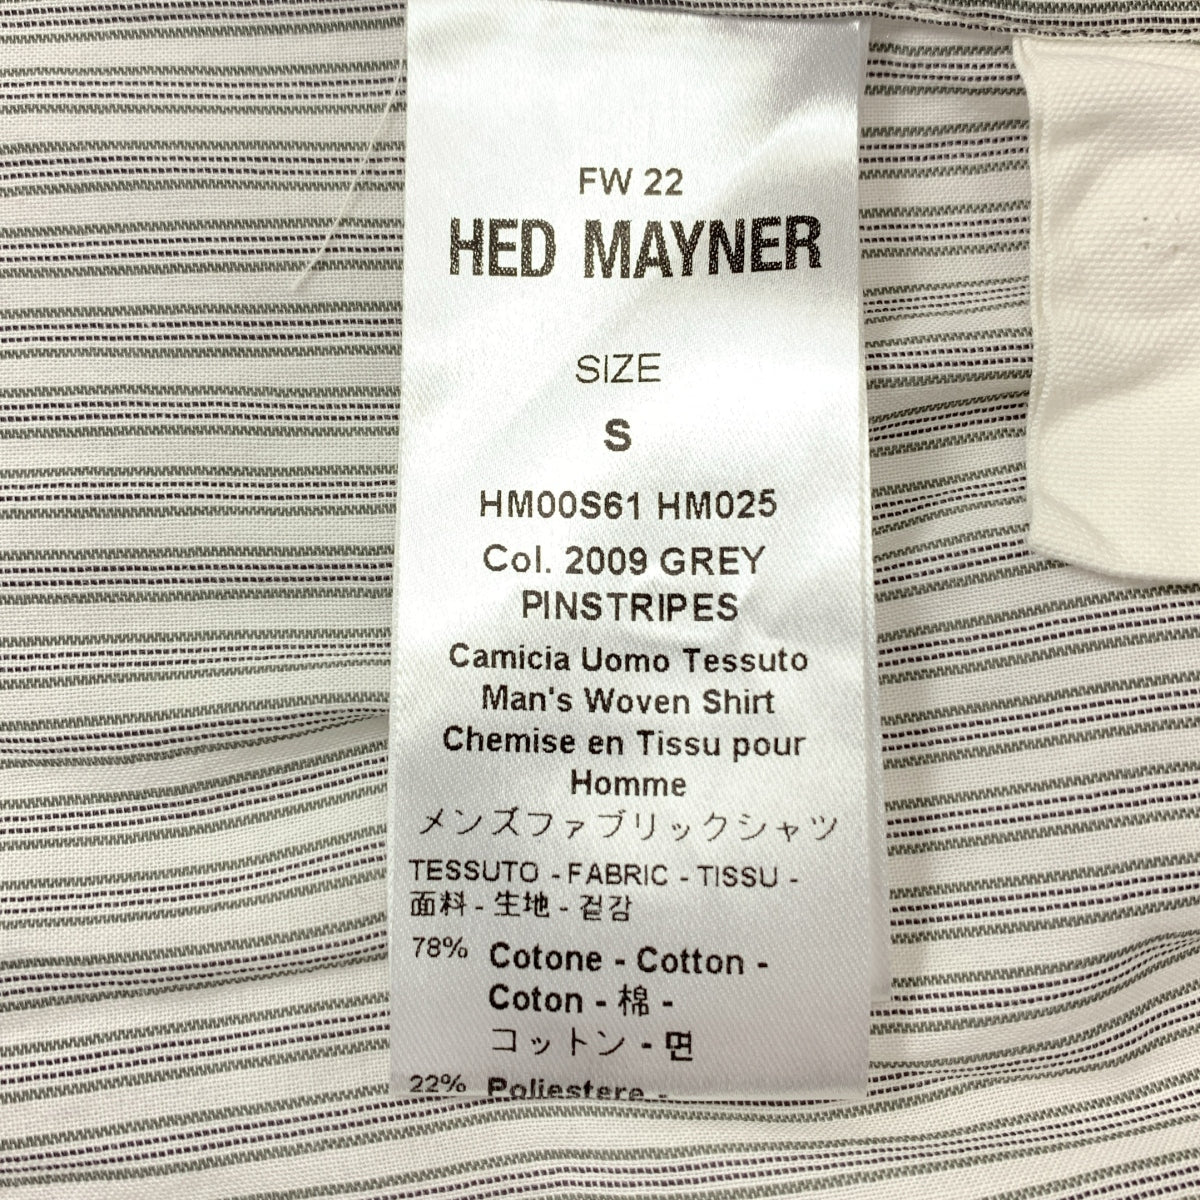 FW 22
HED MAYNER
SIZE
S
HM00S61 HM025
Col. 2009 GREY
PINSTRIPES
Camicia Uomo Tessuto
Man's Woven Shirt
Chemise en Tissu pour
Homme
メンズファブリックシャツ
TESSUTO - FABRIC - TISSU -
面料 - 生地 - 겉감
78% Cotone - Cotton -
Coton - 棉 -
コットン - 면
22% Poliestere -